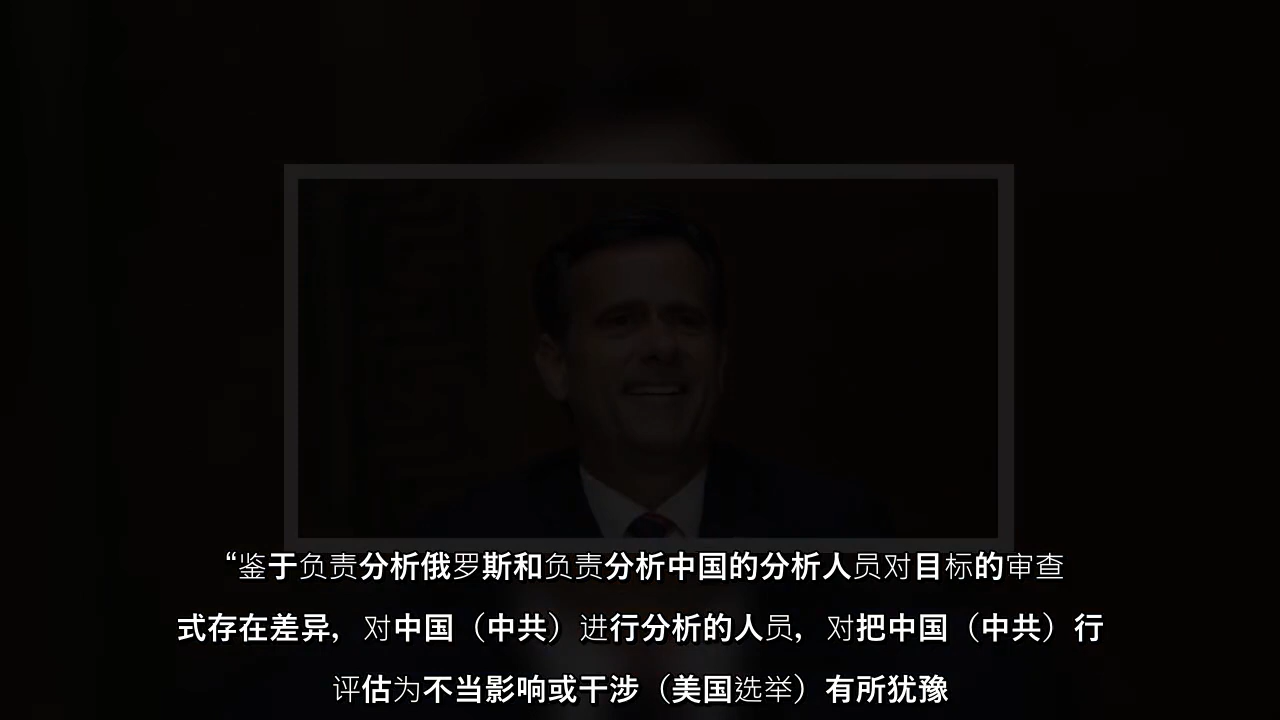 “鉴于负责分析俄罗斯和负责分析中国的分析人员对目标的审查
式存在差异，对中国（中共）进行分析的人员，对把中国（中共）行
评估为不当影响或干涉（美国选举）有所犹豫